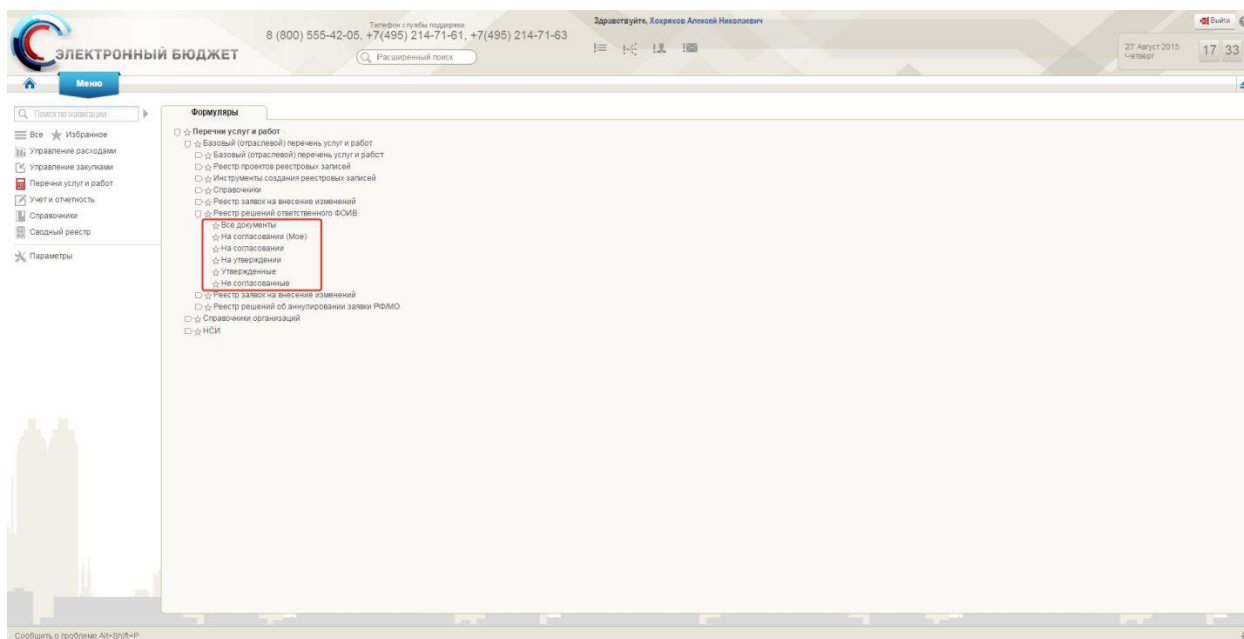 ЭЛЕКТРОННЫЙ БЮДЖЕТ
Телефон службы поддержки
8 (800) 555-42-05, +7(495) 214-71-61, +7(495) 214-71-63
Расширенный поиск
Здравствуйте, Хохряков Алексей Николаевич
Выйти
27 Август 2015
Четверг
17 33
Меню
Поиск по навигации
Все Избранное
Управление расходами
Управление закупками
Перечни услуг и работ
Учет и отчетность
Справочники
Сводный реестр
Параметры
Формуляры
Перечни услуг и работ
Базовый (отраслевой) перечень услуг и работ
Базовый (отраслевой) перечень услуг и работ
Реестр проектов реестровых записей
Инструменты создания реестровых записей
Справочники
Реестр заявок на внесение изменений
Реестр решений ответственного ФОИВ
Все документы
На согласовании (Мое)
На согласовании
На утверждении
Утвержденные
Не согласованные
Реестр заявок на внесение изменений
Реестр решений об аннулировании заявки РФ/МО
Справочники организаций
НСИ
Сообщить о проблеме Alt+Shift+P